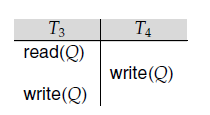 T3 T4
read(Q)
write(Q)
write(Q)